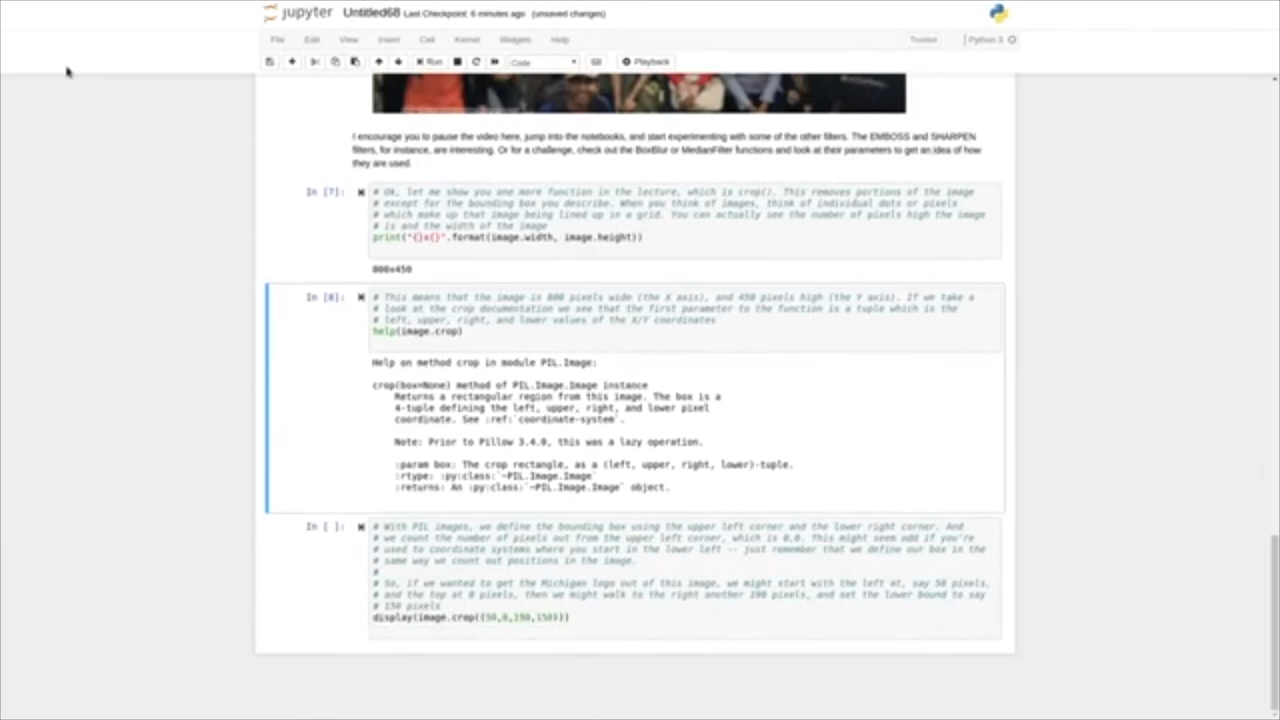 jupyter Untitled68 Last Checkpoint: 6 minutes ago (unsaved changes)
File Edit View Insert Cell Kernel Widgets Help Trusted Python 3
Run Code Playback
I encourage you to pause the video here, jump into the notebooks, and start experimenting with some of the other filters. The EMBOSS and SHARPEN
filters, for instance, are interesting. Or for a challenge, check out the BoxBlur or MedianFilter functions and look at their parameters to get an idea of how
they are used.
In [7]: # Ok, let me show you one more function in the lecture, which is crop(). This removes portions of the image
# except for the bounding box you describe. When you think of images, think of individual dots or pixels
# which make up that image being lined up in a grid. You can actually see the number of pixels high the image
# is and the width of the image
print("{}x{}".format(image.width, image.height))
800x450
In [8]: # This means that the image is 800 pixels wide (the X axis), and 450 pixels high (the Y axis). If we take a
# look at the crop documentation we see that the first parameter to the function is a tuple which is the
# left, upper, right, and lower values of the X/Y coordinates
help(image.crop)
Help on method crop in module PIL.Image:
crop(box=None) method of PIL.Image.Image instance
Returns a rectangular region from this image. The box is a
4-tuple defining the left, upper, right, and lower pixel
coordinate. See :ref:`coordinate-system`.
Note: Prior to Pillow 3.4.0, this was a lazy operation.
:param box: The crop rectangle, as a (left, upper, right, lower)-tuple.
:rtype: :py:class:`~PIL.Image.Image`
:returns: An :py:class:`~PIL.Image.Image` object.
In [ ]: # With PIL images, we define the bounding box using the upper left corner and the lower right corner. And
# we count the number of pixels out from the upper left corner, which is 0,0. This might seem odd if you're
# used to coordinate systems where you start in the lower left -- just remember that we define our box in the
# same way we count out positions in the image.
#
# So, if we wanted to get the Michigan logo out of this image, we might start with the left at, say 50 pixels,
# and the top at 0 pixels, then we might walk to the right another 190 pixels, and set the lower bound to say
# 150 pixels
display(image.crop((50,0,190,150)))